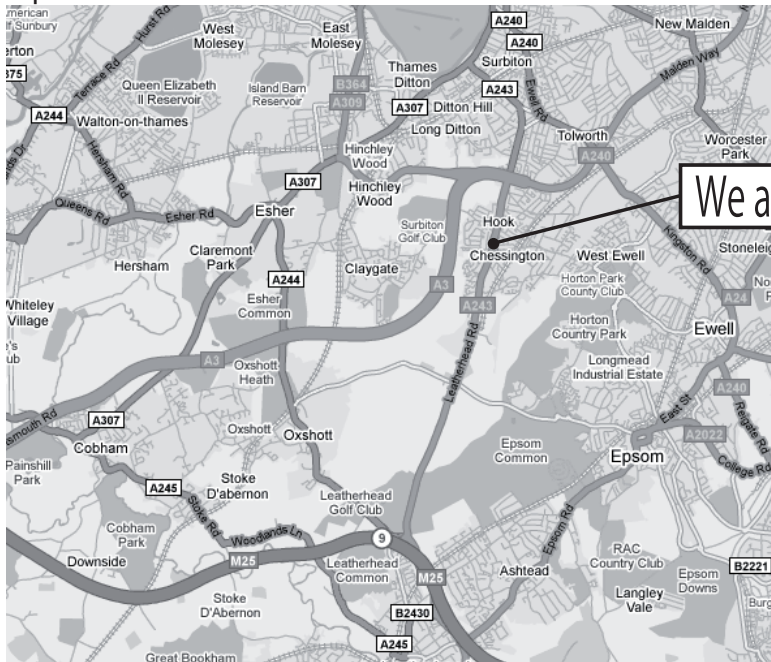 American
Golf Sunbury
Hurst Rd
West
Molesey
East
Molesey
A240
New Malden
A240
Surbiton
Thames
Ditton
Malden Way
Terrace Rd
Queen Elizabeth
II Reservoir
Island Barn
Reservoir
B364
A309
A243
Ewell Rd
A307
Ditton Hill
Long Ditton
A244
Walton-on-thames
Tolworth
A240
Worcester
Park
Hersham Rd
Hinchley
Wood
A307
Hinchley
Wood
We a
Queens Rd
Esher Rd
Esher
Surbiton
Golf Club
Hook
Chessington
West Ewell
Kingston Rd
Stoneleig
Hersham
Claremont
Park
Claygate
A244
Esher
Common
A3
A243
Horton Park
County Club
A24
Whiteley
Village
Horton
Country Park
Ewell
A3
Oxshott
Heath
Leatherhead Rd
Longmead
Industrial Estate
A240
Reigate Rd
East St
A307
Cobham
Oxshott
Oxshott
Epsom
Common
Epsom
A2022
College Rd
Painshill
Park
A245
Stoke
D'abernon
Stoke Rd
Leatherhead
Golf Club
Cobham
Park
Woodlands Ln
9
Epsom Rd
Downside
M25
Leatherhead
Common
M25
Ashtead
RAC
Country Club
Epsom
Downs
B2221
Stoke
D'Abernon
B2430
Langley
Vale
A245
Great Bookham